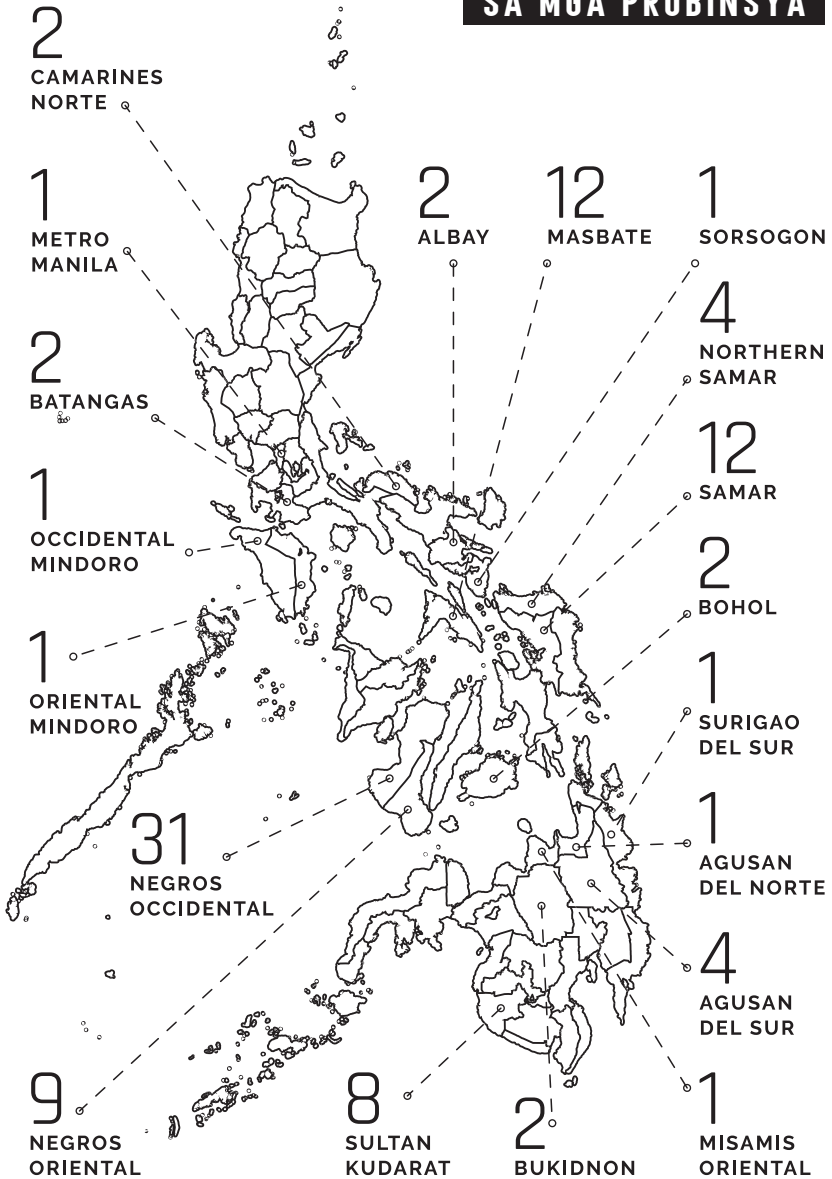 SA MGA PROBINSYA
2
CAMARINES
NORTE
1
METRO
MANILA
2
BATANGAS
1
OCCIDENTAL
MINDORO
1
ORIENTAL
MINDORO
31
NEGROS
OCCIDENTAL
9
NEGROS
ORIENTAL
2
ALBAY
12
MASBATE
1
SORSOGON
4
NORTHERN
SAMAR
12
SAMAR
2
BOHOL
1
SURIGAO
DEL SUR
1
AGUSAN
DEL NORTE
4
AGUSAN
DEL SUR
8
SULTAN
KUDARAT
2
BUKIDNON
1
MISAMIS
ORIENTAL